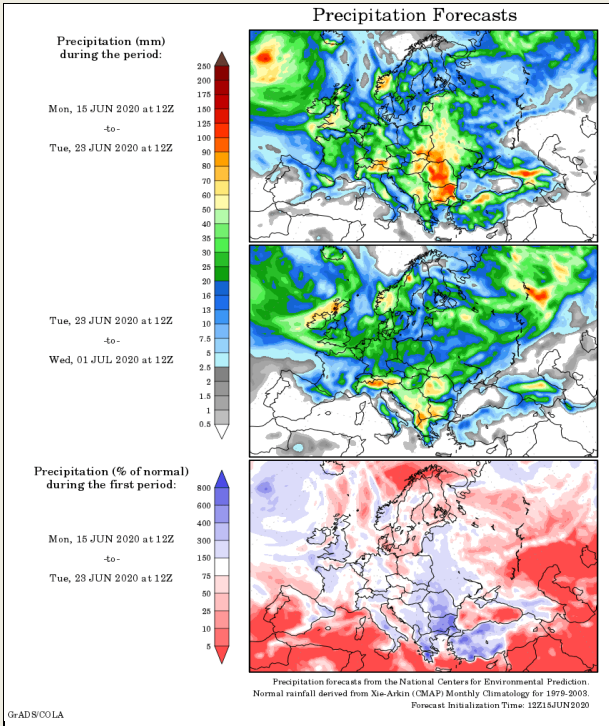 Precipitation Forecasts
Precipitation (mm)
during the period:
Mon, 15 JUN 2020 at 12Z
-to-
Tue, 23 JUN 2020 at 12Z
250
200
175
150
125
100
90
80
70
60
50
40
35
30
25
20
16
13
10
7.5
5
2.5
2
1.5
1
0.5
Tue, 23 JUN 2020 at 12Z
-to-
Wed, 01 JUL 2020 at 12Z
Precipitation (% of normal)
during the first period:
Mon, 15 JUN 2020 at 12Z
-to-
Tue, 23 JUN 2020 at 12Z
800
600
400
300
150
75
50
25
10
5
Precipitation forecasts from the National Centers for Environmental Prediction.
Normal rainfall derived from Xie-Arkin (CMAP) Monthly Climatology for 1979-2003.
Forecast Initialization Time: 12Z15JUN2020
GrADS/COLA